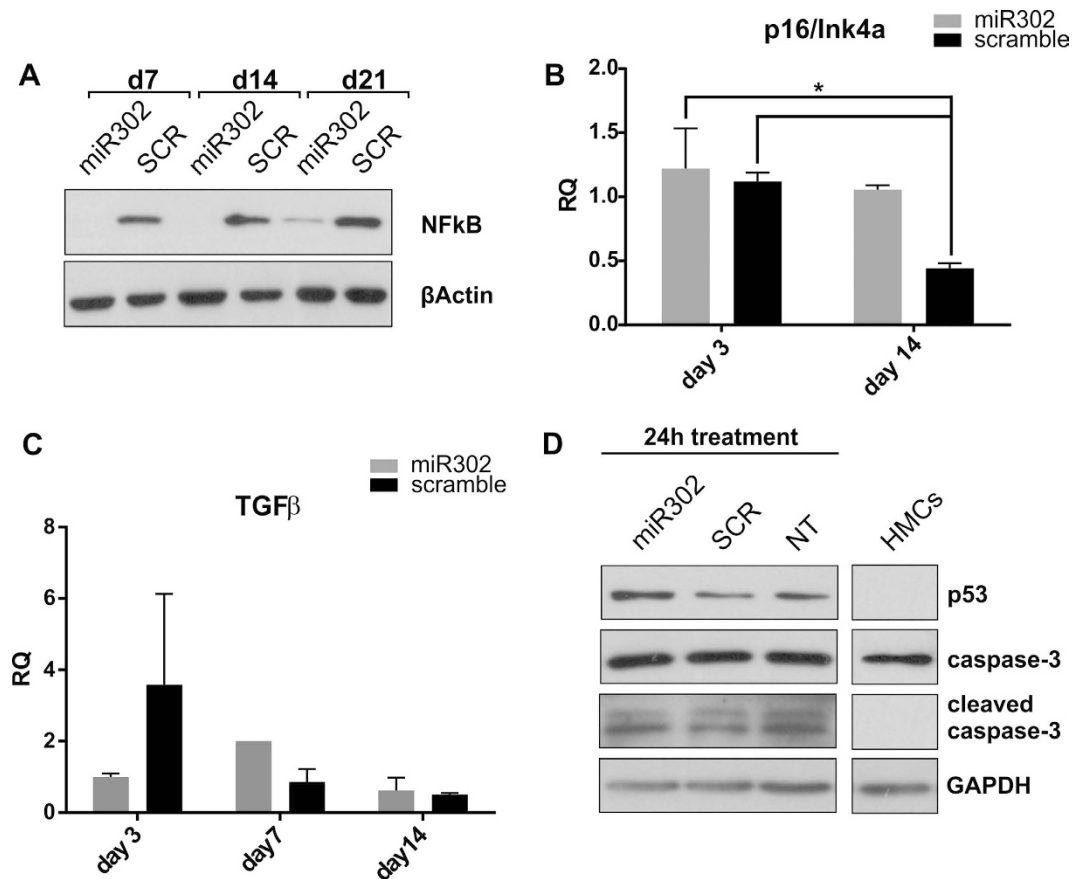 A
d7 d14 d21
miR302 SCR miR302 SCR miR302 SCR
NFkB
βActin
B
p16/Ink4a
miR302
scramble
*
2.0
1.5
1.0
0.5
0.0
RQ
day 3 day 14
C
TGFβ
miR302
scramble
8
6
4
2
0
RQ
day 3 day7 day14
D
24h treatment
miR302 SCR NT HMCs
p53
caspase-3
cleaved
caspase-3
GAPDH